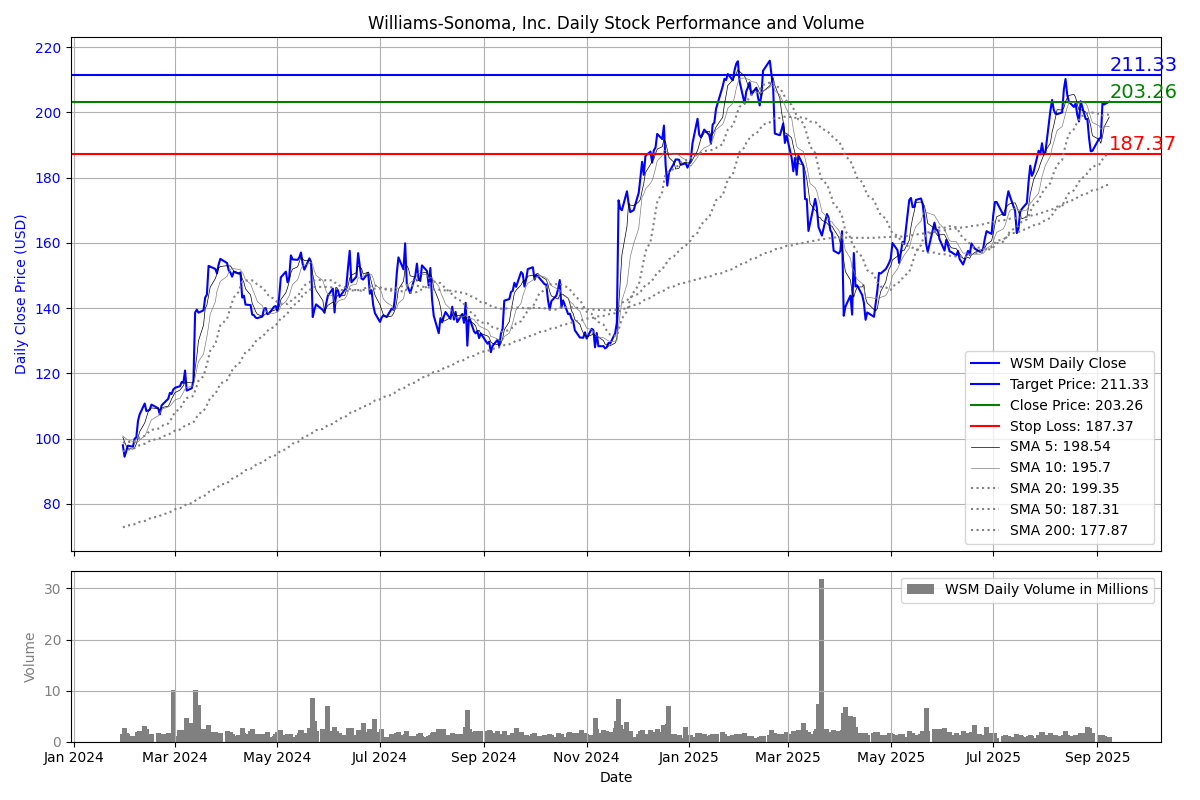 Williams-Sonoma, Inc. Daily Stock Performance and Volume
Daily Close Price (USD)
220
200
180
160
140
120
100
80
211.33
203.26
187.37
WSM Daily Close
Target Price: 211.33
Close Price: 203.26
Stop Loss: 187.37
SMA 5: 198.54
SMA 10: 195.7
SMA 20: 199.35
SMA 50: 187.31
SMA 200: 177.87
Volume
30
20
10
0
WSM Daily Volume in Millions
Jan 2024 Mar 2024 May 2024 Jul 2024 Sep 2024 Nov 2024 Jan 2025 Mar 2025 May 2025 Jul 2025 Sep 2025
Date